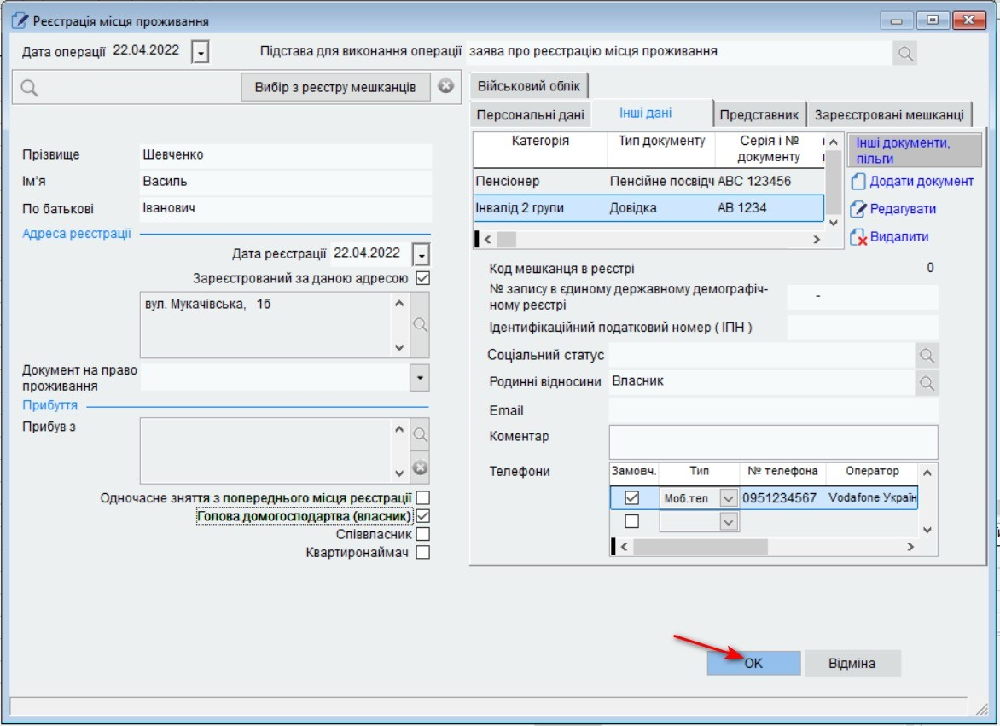 Реєстрація місця проживання
Дата операції 22.04.2022
Підстава для виконання операції заява про реєстрацію місця проживання
Вибір з реєстру мешканців
Прізвище Шевченко
Ім'я Василь
По батькові Іванович
Адреса реєстрації
Дата реєстрації 22.04.2022
Зареєстрований за даною адресою
вул. Мукачівська, 16
Документ на право
проживання
Прибуття
Прибув з
Одночасне зняття з попереднього місця реєстрації
Голова домогосподартва (власник)
Співвласник
Квартиронаймач
Військовий облік
Персональні дані Інші дані Представник Зареєстровані мешканці
Категорія Тип документу Серія і №
документу
Пенсіонер Пенсійне посвідч АВС 123456
Інвалід 2 групи Довідка АВ 1234
Інші документи,
пільги
Додати документ
Редагувати
Видалити
Код мешканця в реєстрі 0
№ запису в єдиному державному демографіч-
ному реєстрі -
Ідентифікаційний податковий номер ( ІПН )
Соціальний статус
Родинні відносини Власник
Email
Коментар
Телефони
Замовч. Тип № телефона Оператор
Моб.тел 0951234567 Vodafone Україн
OK Відміна